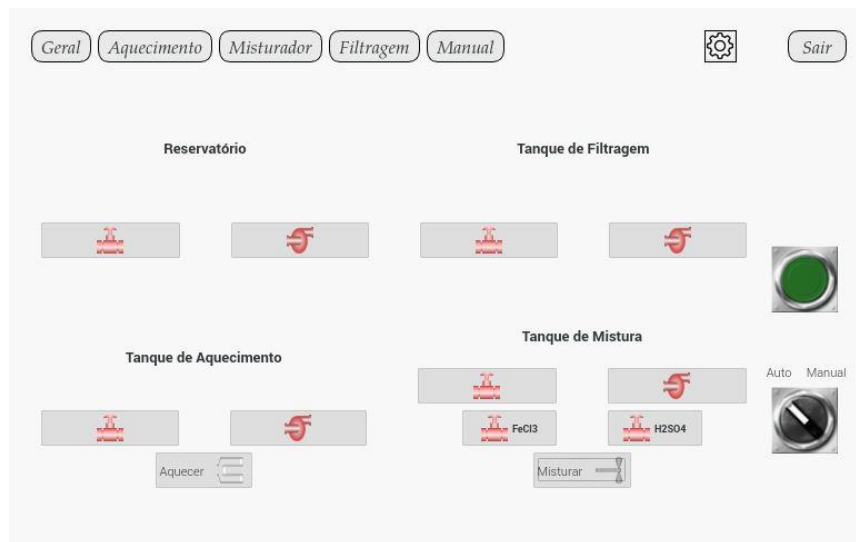 Geral Aquecimento Misturador Filtragem Manual Sair
Reservatório Tanque de Filtragem
Tanque de Mistura
Tanque de Aquecimento
Auto Manual
FeCl3 H2SO4
Aquecer Misturar